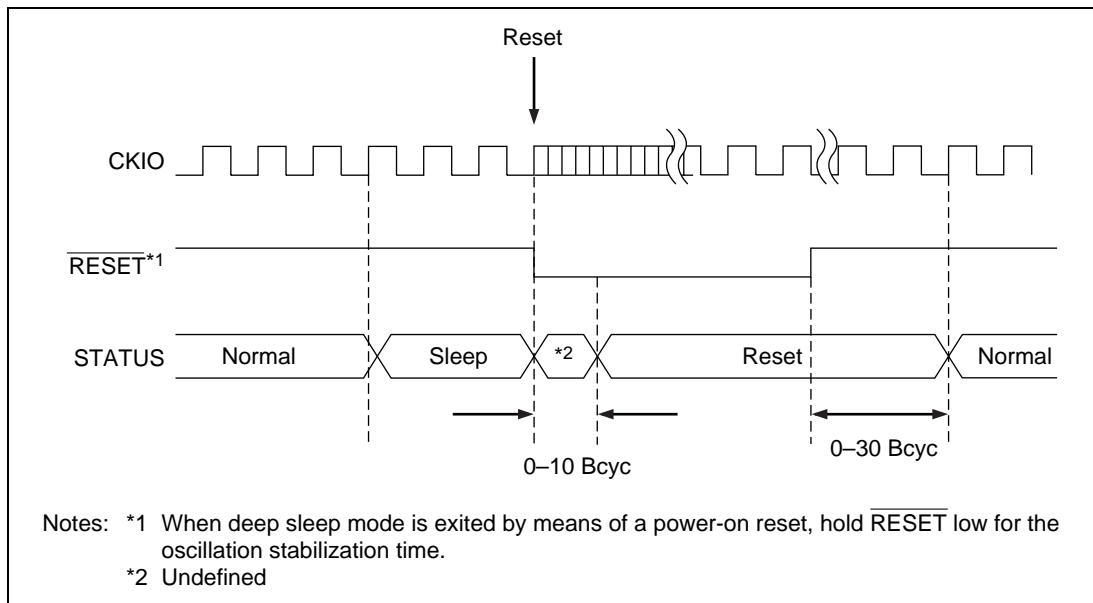 Reset
CKIO
RESET*1
STATUS
Normal
Sleep
*2
Reset
Normal
0–10 Bcyc
0–30 Bcyc
Notes: *1 When deep sleep mode is exited by means of a power-on reset, hold RESET low for the
oscillation stabilization time.
*2 Undefined